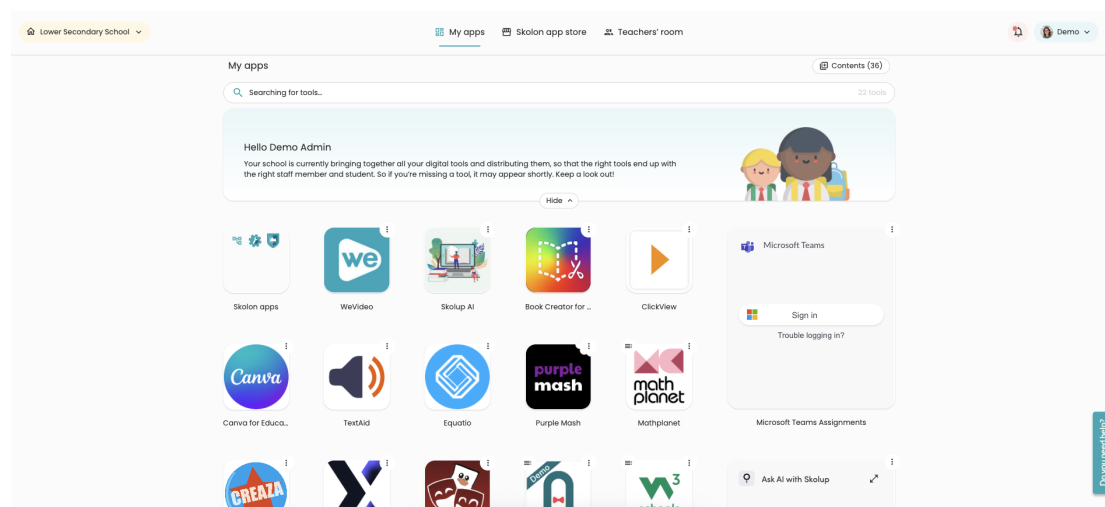 Lower Secondary School
My apps
Skolon app store
Teachers' room
Demo
My apps
Contents (36)
Searching for tools...
22 tools
Hello Demo Admin
Your school is currently bringing together all your digital tools and distributing them, so that the right tools end up with
the right staff member and student. So if you're missing a tool, it may appear shortly. Keep a look out!
Hide
we
Microsoft Teams
Sign in
Trouble logging in?
Skolon apps
WeVideo
Skolup AI
Book Creator for ...
ClickView
Canva
purple
mash
math
planet
Canva for Educa...
TextAid
Equatio
Purple Mash
Mathplanet
Microsoft Teams Assignments
CREAZA
Demo
w3
Ask AI with Skolup
Do you need help?